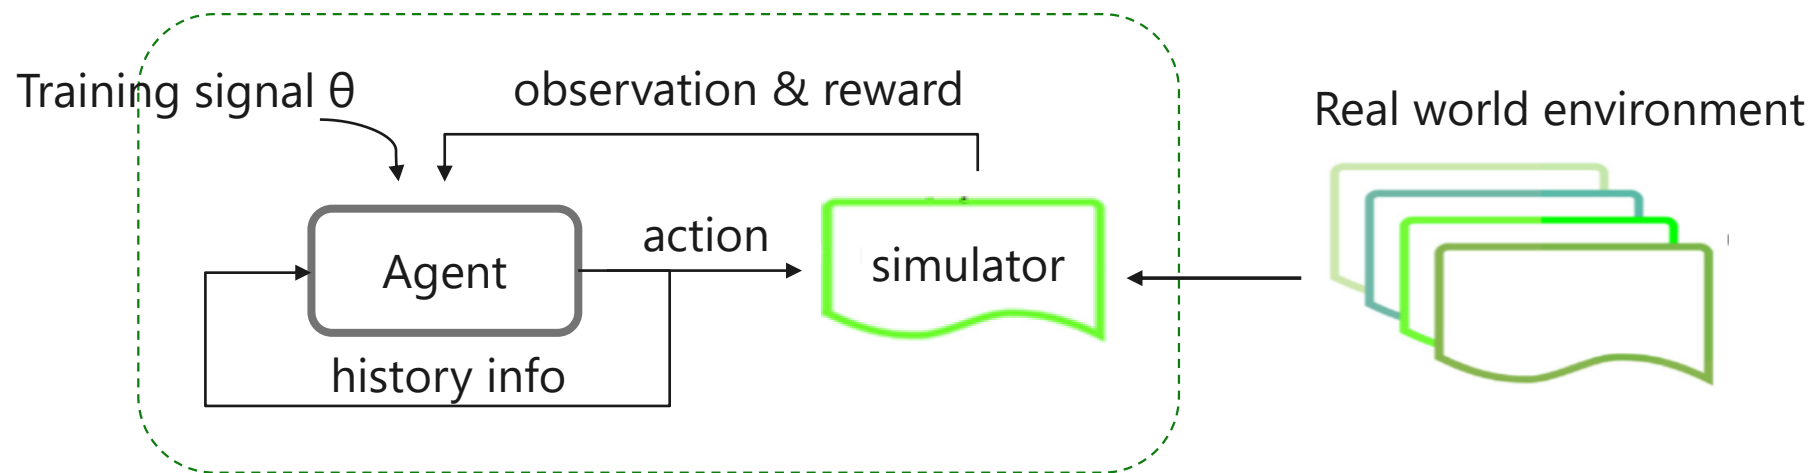 Training signal θ
observation & reward
Real world environment
action
Agent
simulator
history info